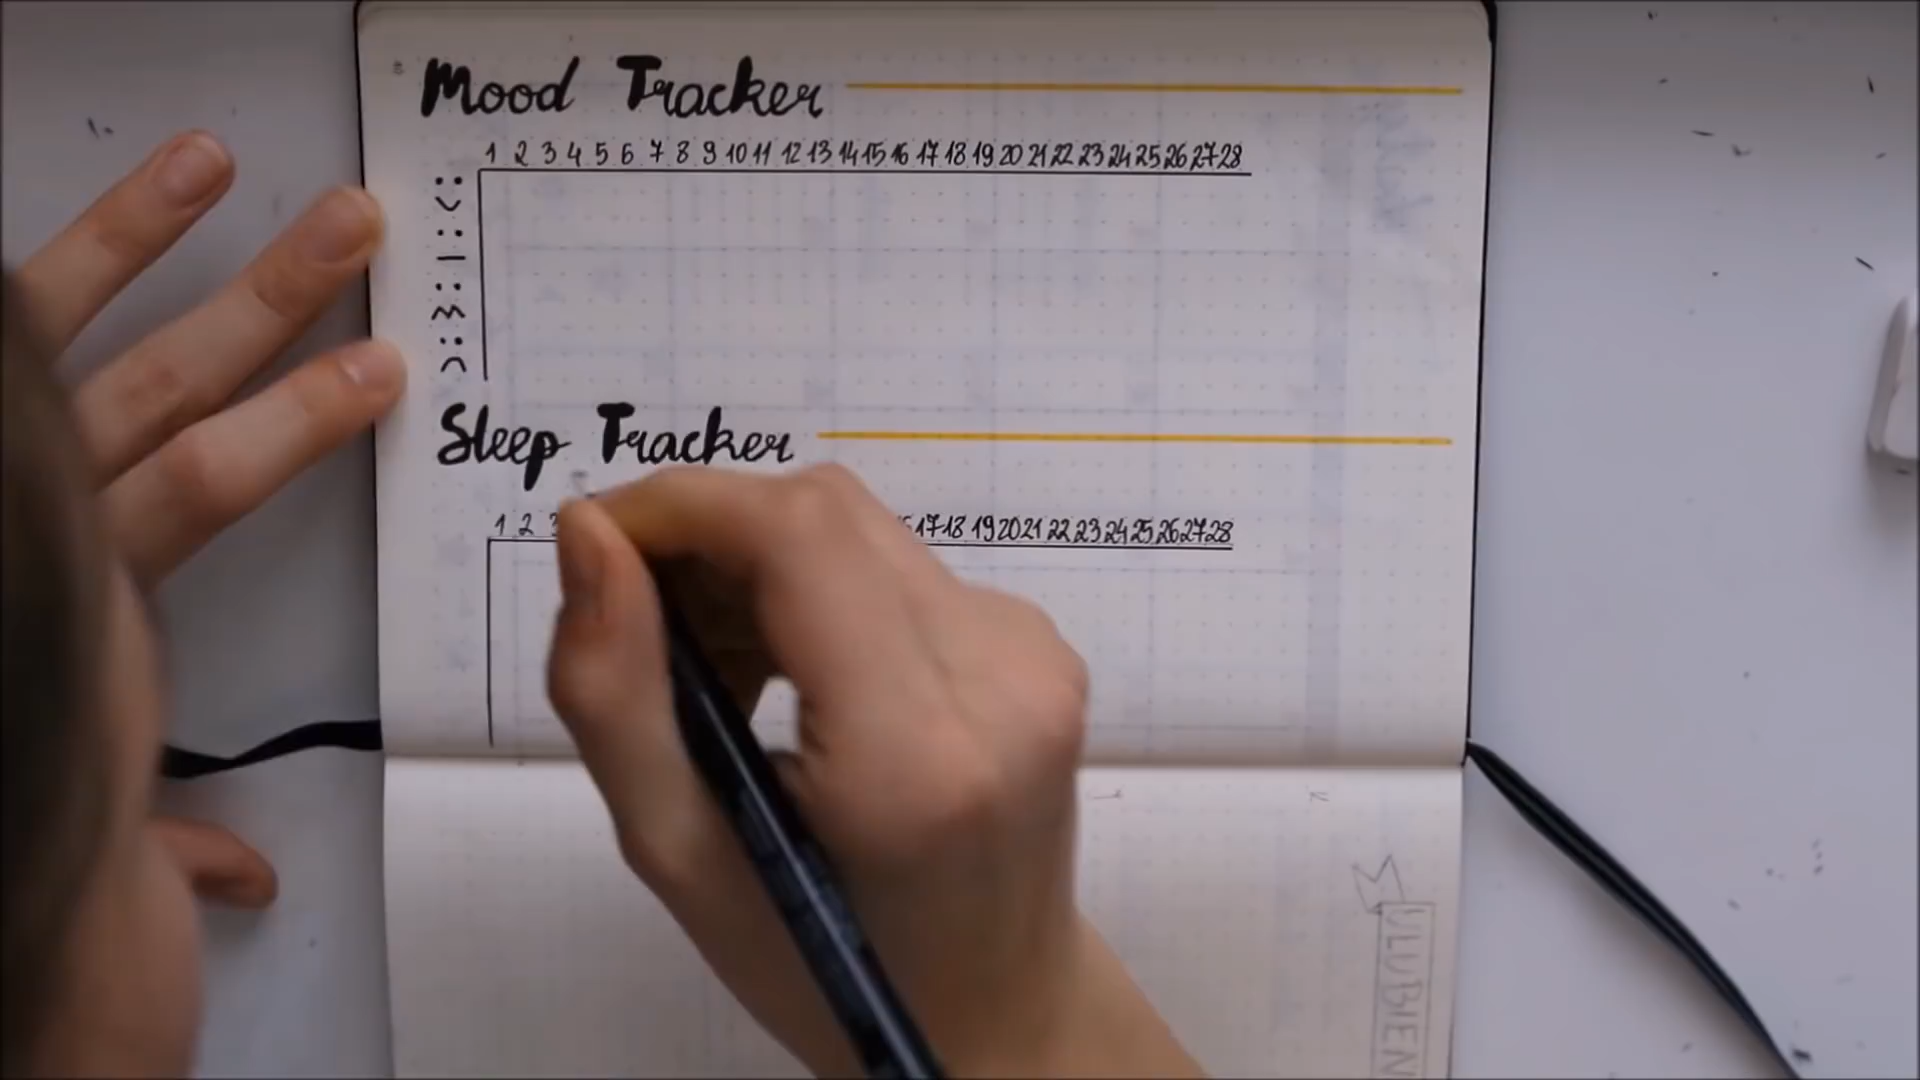 Mood Tracker
1 2 3 4 5 6 7 8 9 10 11 12 13 14 15 16 17 18 19 20 21 22 23 24 25 26 27 28
Sleep Tracker
1 2 3 17 18 19 20 21 22 23 24 25 26 27 28